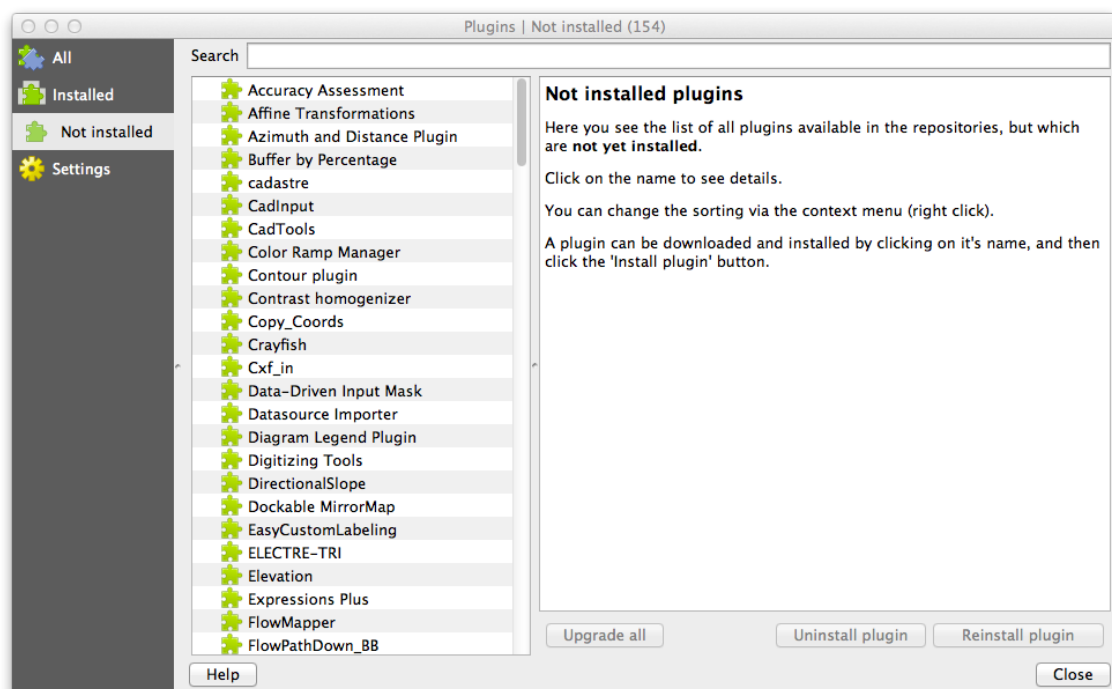 Plugins | Not installed (154)
All
Installed
Not installed
Settings
Search
Accuracy Assessment
Affine Transformations
Azimuth and Distance Plugin
Buffer by Percentage
cadastre
CadInput
CadTools
Color Ramp Manager
Contour plugin
Contrast homogenizer
Copy_Coords
Crayfish
Cxf_in
Data-Driven Input Mask
Datasource Importer
Diagram Legend Plugin
Digitizing Tools
DirectionalSlope
Dockable MirrorMap
EasyCustomLabeling
ELECTRE-TRI
Elevation
Expressions Plus
FlowMapper
FlowPathDown_BB
Not installed plugins
Here you see the list of all plugins available in the repositories, but which
are not yet installed.
Click on the name to see details.
You can change the sorting via the context menu (right click).
A plugin can be downloaded and installed by clicking on it's name, and then
click the 'Install plugin' button.
Upgrade all
Uninstall plugin
Reinstall plugin
Help
Close